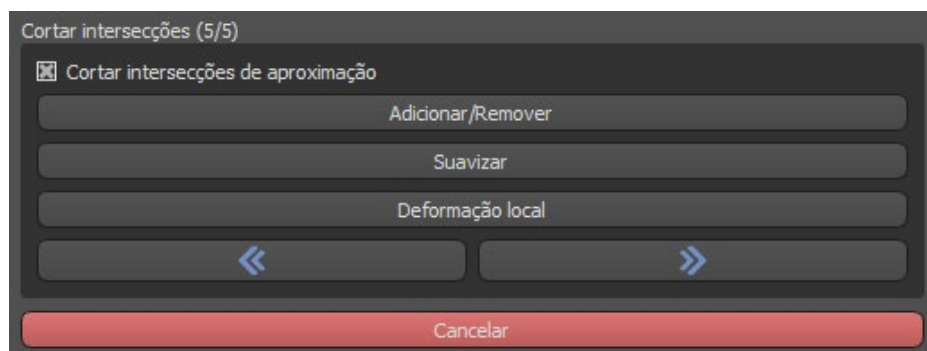 Cortar intersecções (5/5)
Cortar intersecções de aproximação
Adicionar/Remover
Suavizar
Deformação local
Cancelar